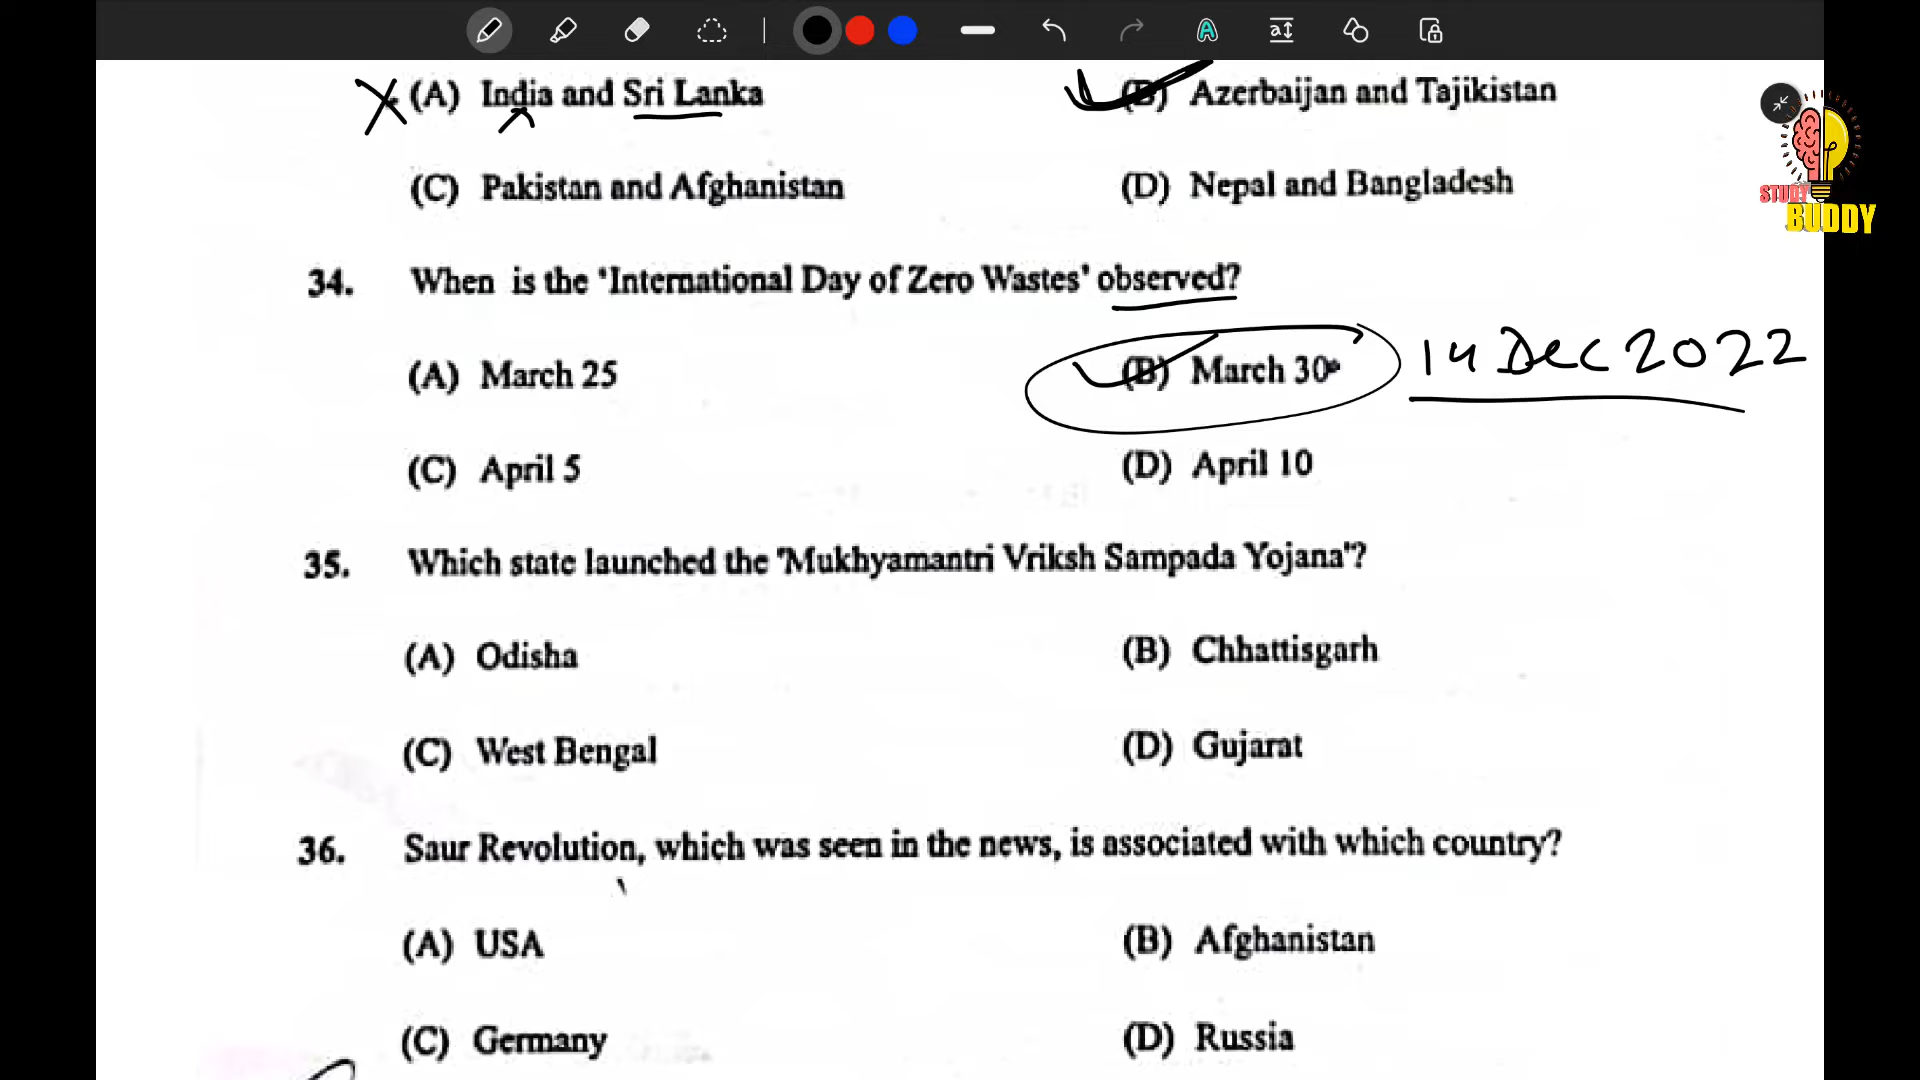 (A) India and Sri Lanka (B) Azerbaijan and Tajikistan
(C) Pakistan and Afghanistan (D) Nepal and Bangladesh
34. When is the 'International Day of Zero Wastes' observed?
(A) March 25 (B) March 30 14 Dec 2022
(C) April 5 (D) April 10
35. Which state launched the 'Mukhyamantri Vriksh Sampada Yojana'?
(A) Odisha (B) Chhattisgarh
(C) West Bengal (D) Gujarat
36. Saur Revolution, which was seen in the news, is associated with which country?
(A) USA (B) Afghanistan
(C) Germany (D) Russia
STUDY
BUDDY
A
a